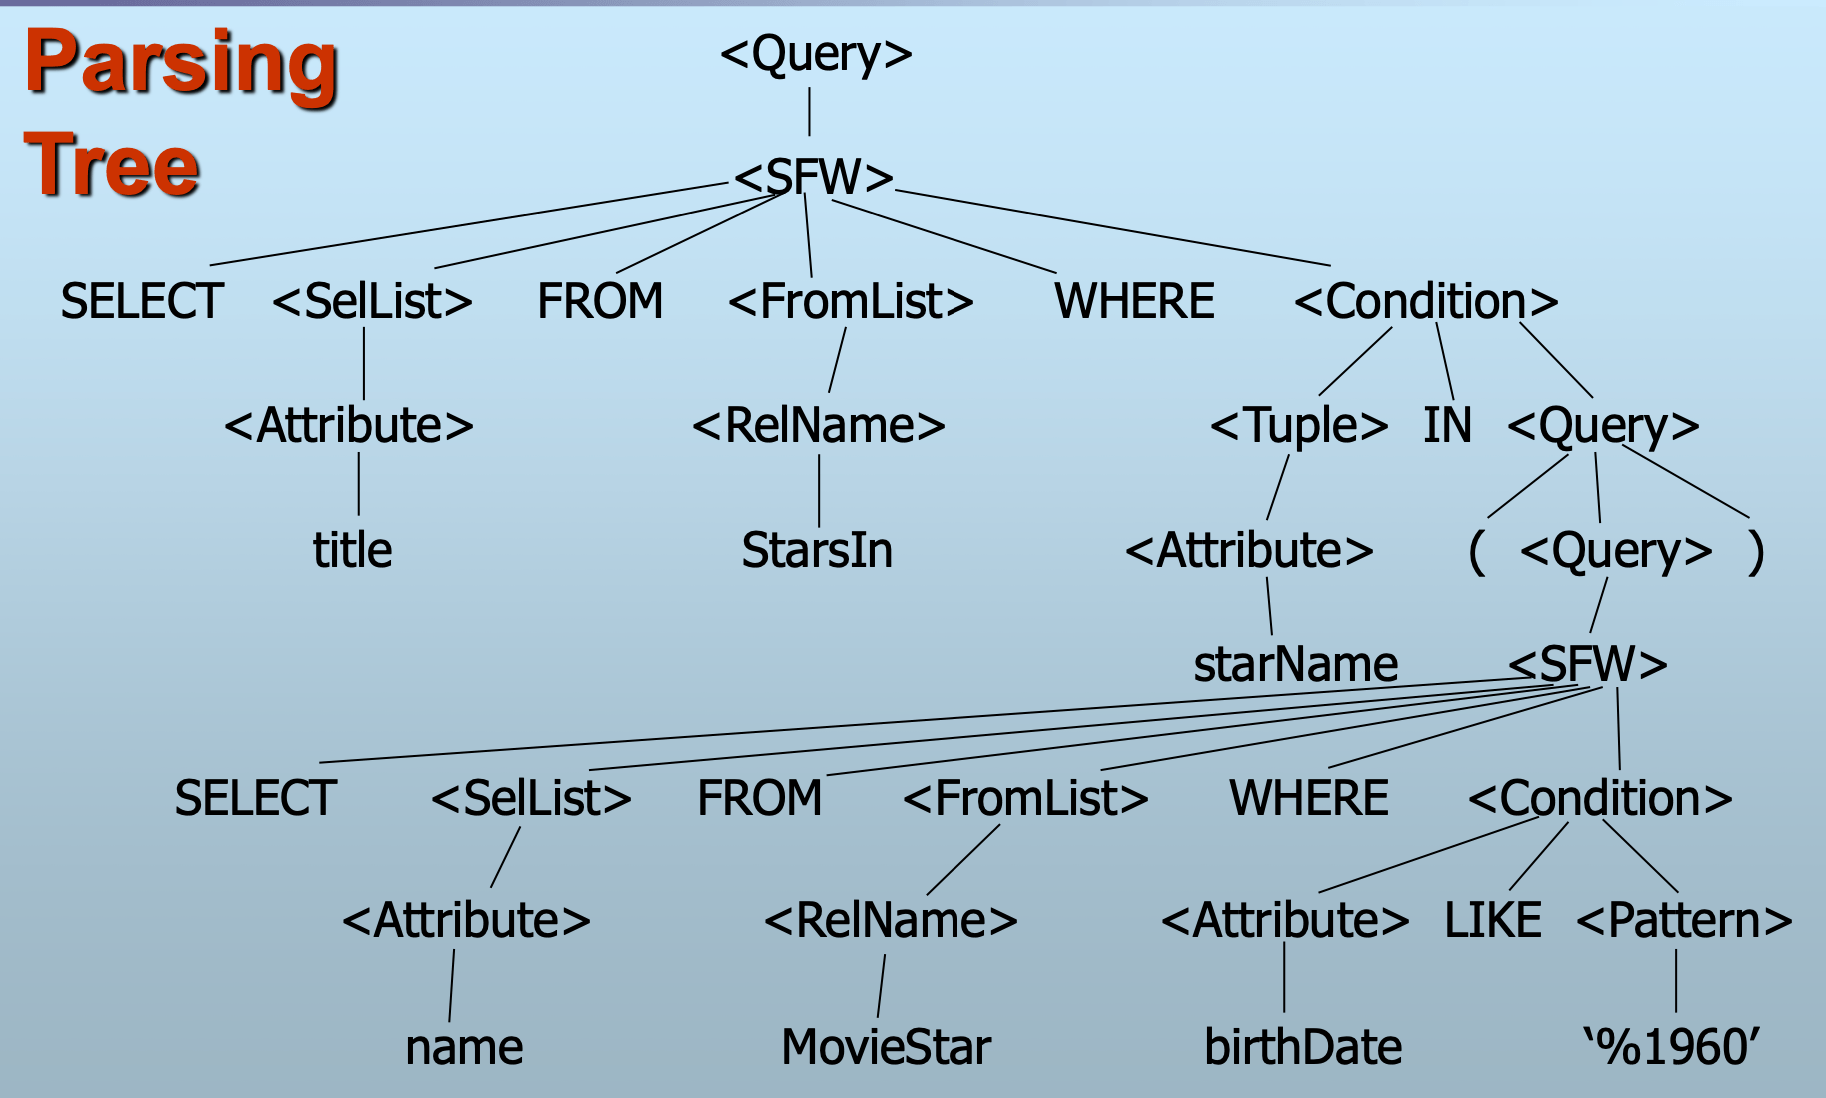 Parsing
Tree
<Query>
<SFW>
SELECT <SelList> FROM <FromList> WHERE <Condition>
<Attribute> <RelName> <Tuple> IN <Query>
title StarsIn <Attribute> ( <Query> )
starName <SFW>
SELECT <SelList> FROM <FromList> WHERE <Condition>
<Attribute> <RelName> <Attribute> LIKE <Pattern>
name MovieStar birthDate ‘%1960’